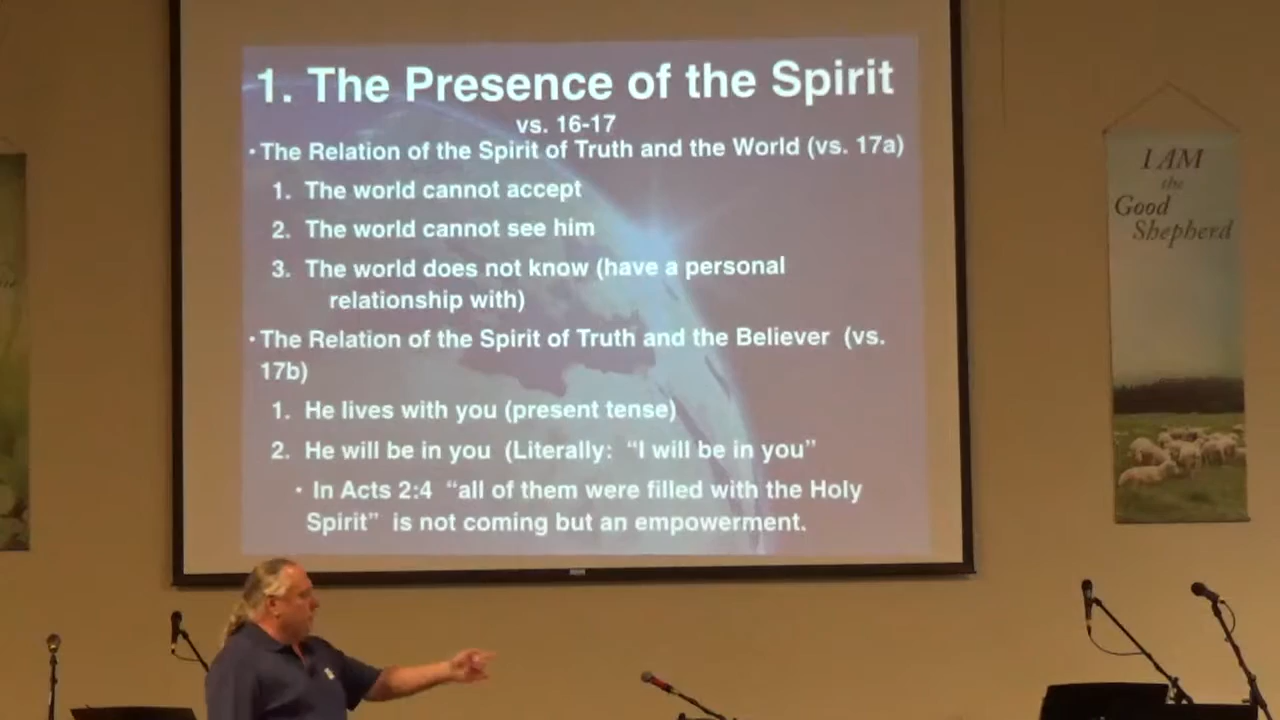 1. The Presence of the Spirit
vs. 16-17
• The Relation of the Spirit of Truth and the World (vs. 17a)
1. The world cannot accept
2. The world cannot see him
3. The world does not know (have a personal
relationship with)
• The Relation of the Spirit of Truth and the Believer (vs.
17b)
1. He lives with you (present tense)
2. He will be in you (Literally: “I will be in you”
• In Acts 2:4 “all of them were filled with the Holy
Spirit” is not coming but an empowerment.
I AM
the
Good
Shepherd